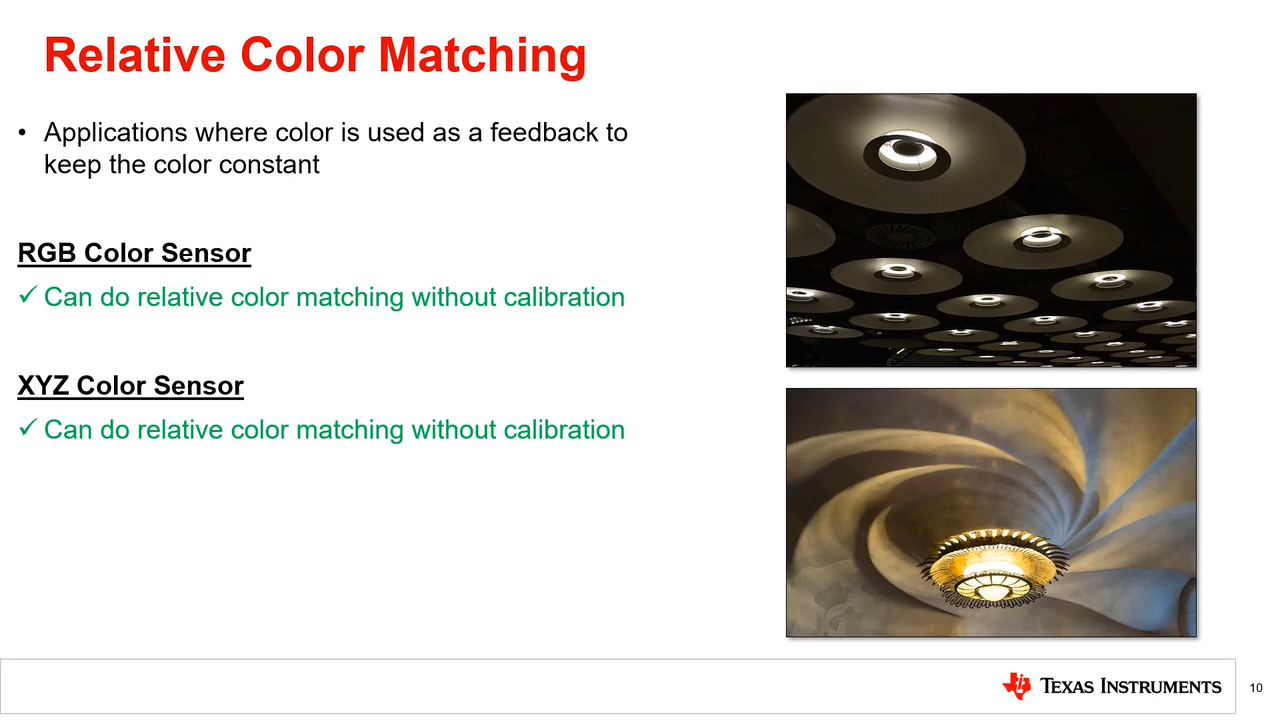 Relative Color Matching
• Applications where color is used as a feedback to
keep the color constant
RGB Color Sensor
✓ Can do relative color matching without calibration
XYZ Color Sensor
✓ Can do relative color matching without calibration
TEXAS INSTRUMENTS
10